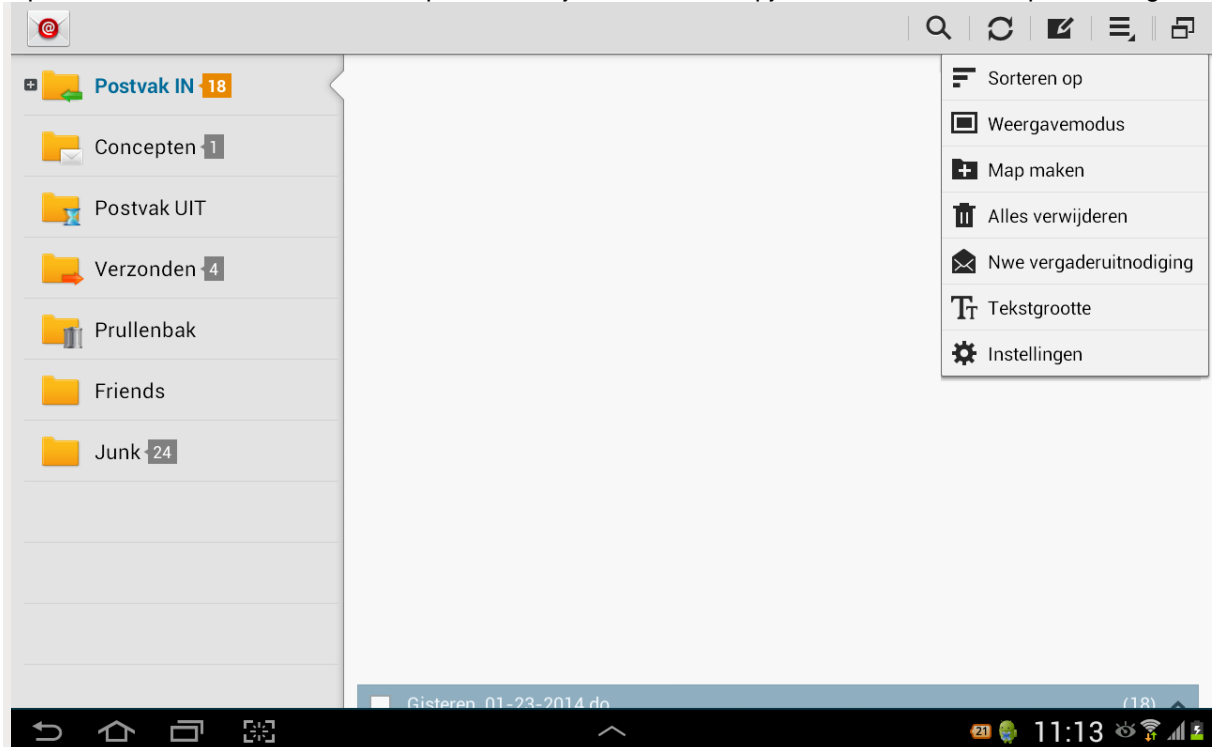 Postvak IN 18
Concepten 1
Postvak UIT
Verzonden 4
Prullenbak
Friends
Junk 24
Sorteren op
Weergavemodus
Map maken
Alles verwijderen
Nwe vergaderuitnodiging
Tekstgrootte
Instellingen
Gisteren, 01-23-2014 do (18)
21 11:13